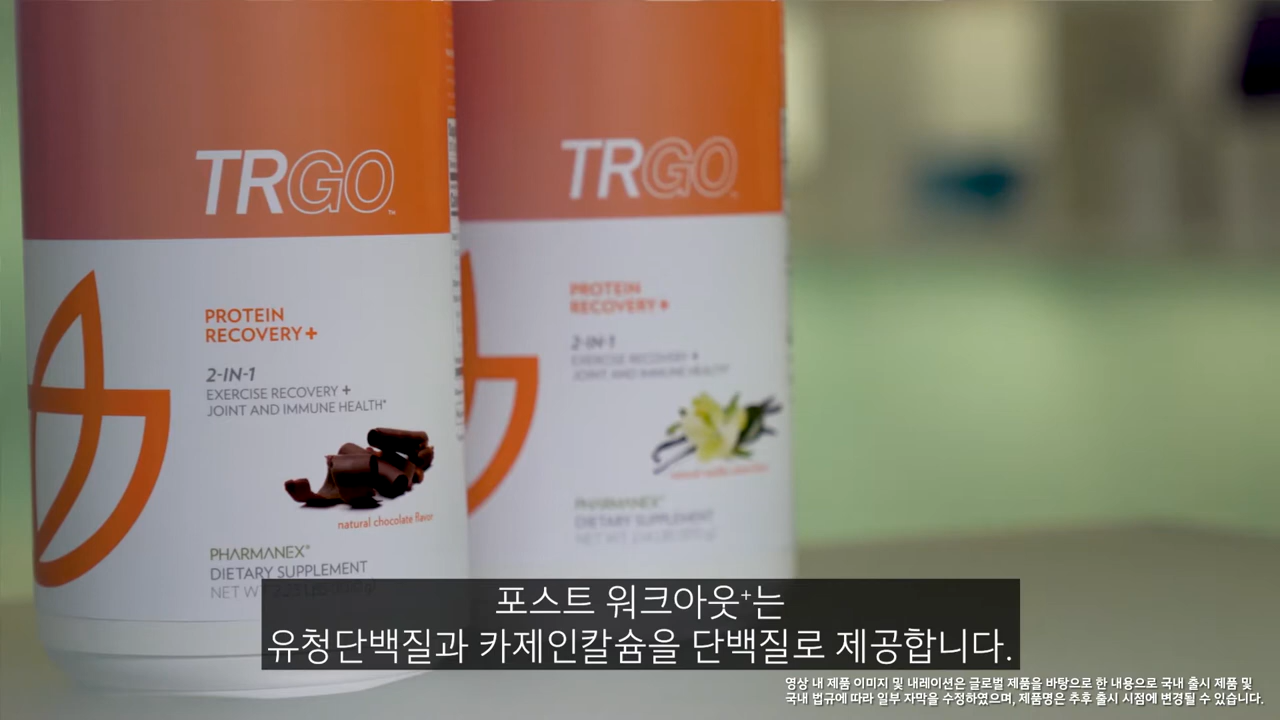 TRGO™
PROTEIN
RECOVERY+
2-IN-1
EXERCISE RECOVERY +
JOINT AND IMMUNE HEALTH*
natural chocolate flavor
PHARMANEX®
DIETARY SUPPLEMENT
NET
TRGO
PROTEIN
RECOVERY+
2-IN-1
EXERCISE RECOVERY +
JOINT AND IMMUNE HEALTH*
PHARMANEX®
DIETARY SUPPLEMENT
포스트 워크아웃+는
유청단백질과 카제인칼슘을 단백질로 제공합니다.
영상 내 제품 이미지 및 내레이션은 글로벌 제품을 바탕으로 한 내용으로 국내 출시 제품 및
국내 법규에 따라 일부 자막을 수정하였으며, 제품명은 추후 출시 시점에 변경될 수 있습니다.